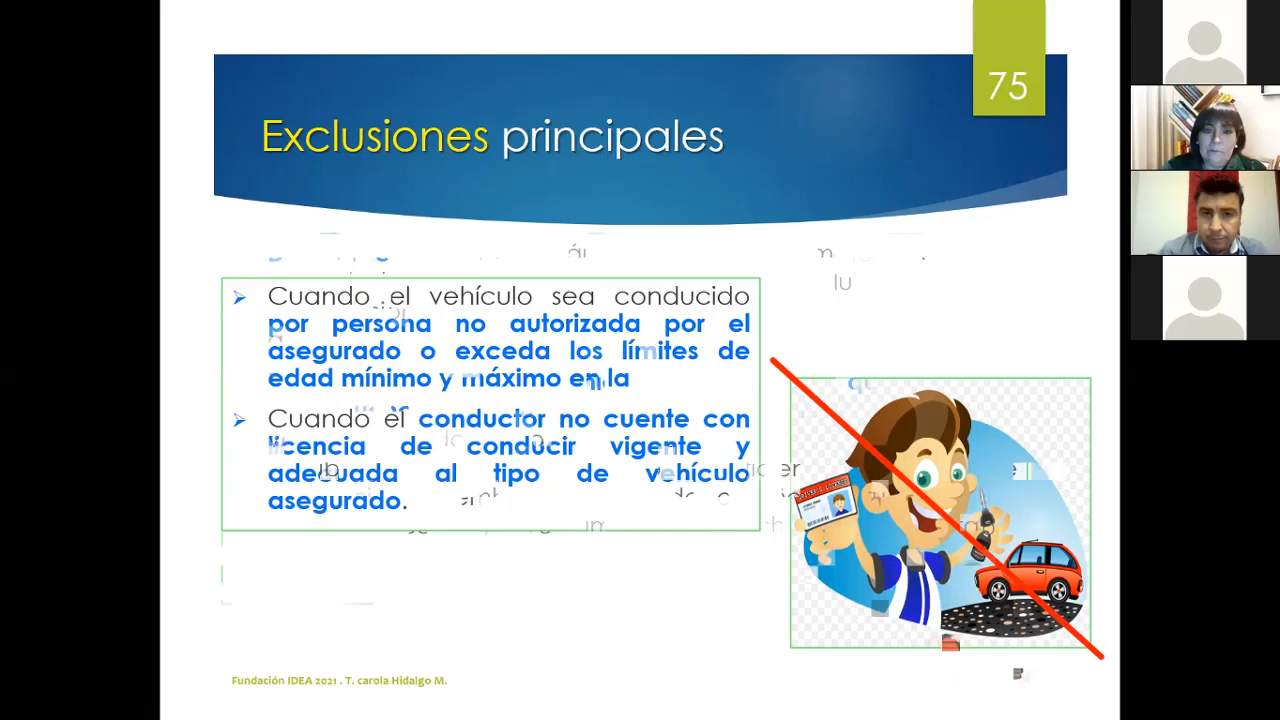 75
Exclusiones principales
Cuando el vehículo sea conducido
por persona no autorizada por el
asegurado o exceda los límites de
edad mínimo y máximo en la
Cuando el conductor no cuente con
licencia de conducir vigente y
adecuada al tipo de vehículo
asegurado.
Fundación IDEA 2021 . T. carola Hidalgo M.